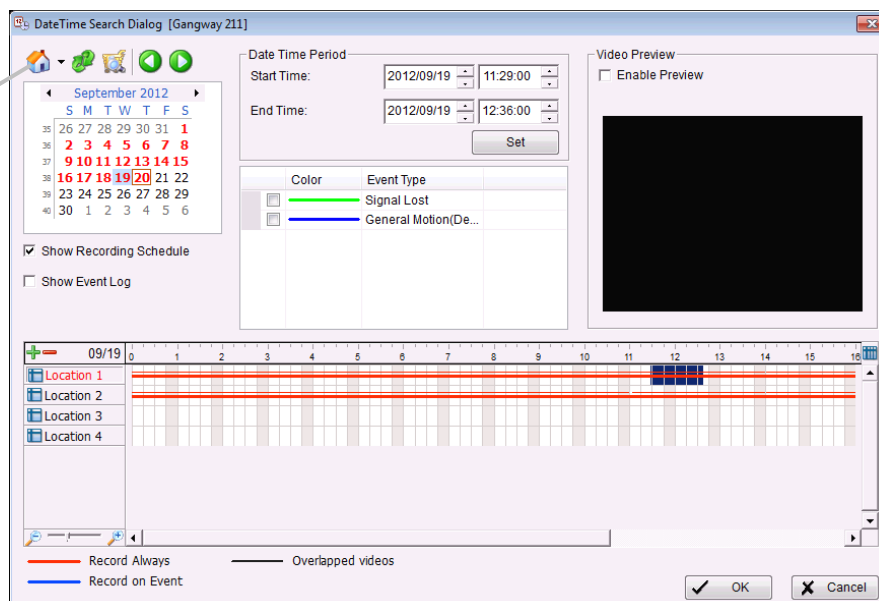 DateTime Search Dialog [Gangway 211]
September 2012
S M T W T F S
35 26 27 28 29 30 31 1
36 2 3 4 5 6 7 8
37 9 10 11 12 13 14 15
38 16 17 18 19 20 21 22
39 23 24 25 26 27 28 29
40 30 1 2 3 4 5 6
Show Recording Schedule
Show Event Log
Date Time Period
Start Time: 2012/09/19 11:29:00
End Time: 2012/09/19 12:36:00
Set
Color Event Type
Signal Lost
General Motion(De...
Video Preview
Enable Preview
09/19 0 1 2 3 4 5 6 7 8 9 10 11 12 13 14 15 16
Location 1
Location 2
Location 3
Location 4
Record Always Overlapped videos
Record on Event
OK Cancel